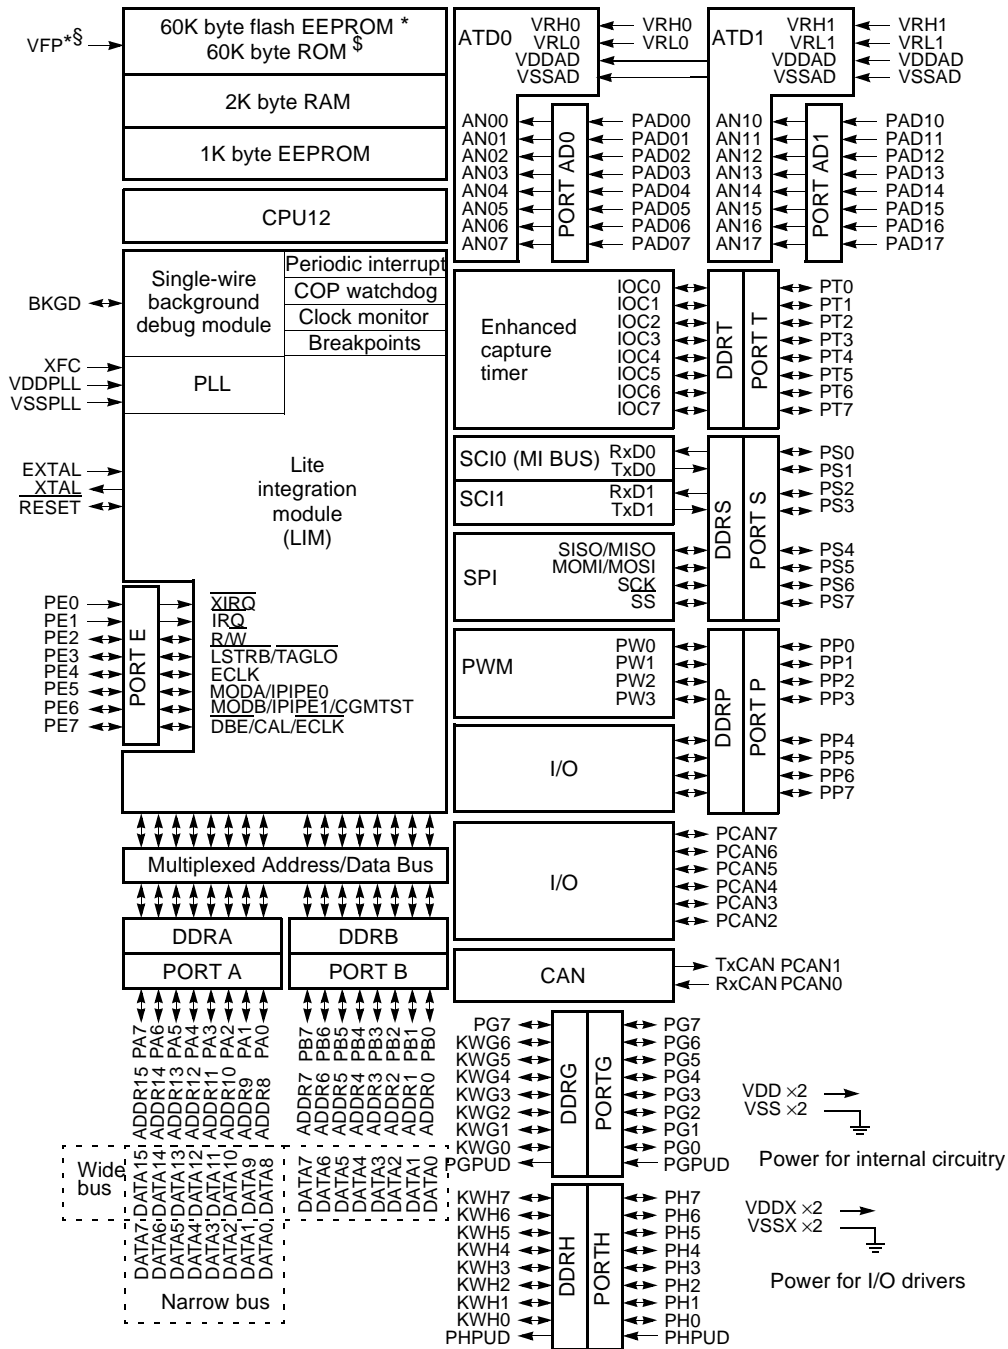 VFP*§
60K byte flash EEPROM *
60K byte ROM $
2K byte RAM
1K byte EEPROM
CPU12
BKGD
Single-wire
background
debug module
Periodic interrupt
COP watchdog
Clock monitor
Breakpoints
XFC
VDDPLL
VSSPLL
PLL
EXTAL
XTAL
RESET
Lite
integration
module
(LIM)
PE0
PE1
PE2
PE3
PE4
PE5
PE6
PE7
PORT E
XIRQ
IRQ
R/W
LSTRB/TAGLO
ECLK
MODA/IPIPE0
MODB/IPIPE1/CGMTST
DBE/CAL/ECLK
Multiplexed Address/Data Bus
DDRA
DDRB
PORT A
PORT B
PA7
PA6
PA5
PA4
PA3
PA2
PA1
PA0
PB7
PB6
PB5
PB4
PB3
PB2
PB1
PB0
ADDR15
ADDR14
ADDR13
ADDR12
ADDR11
ADDR10
ADDR9
ADDR8
ADDR7
ADDR6
ADDR5
ADDR4
ADDR3
ADDR2
ADDR1
ADDR0
Wide
bus
DATA15
DATA14
DATA13
DATA12
DATA11
DATA10
DATA9
DATA8
DATA7
DATA6
DATA5
DATA4
DATA3
DATA2
DATA1
DATA0
DATA7
DATA6
DATA5
DATA4
DATA3
DATA2
DATA1
DATA0
Narrow bus
ATD0
VRH0
VRL0
VDDAD
VSSAD
VRH0
VRL0
AN00
AN01
AN02
AN03
AN04
AN05
AN06
AN07
PORT AD0
PAD00
PAD01
PAD02
PAD03
PAD04
PAD05
PAD06
PAD07
ATD1
VRH1
VRL1
VDDAD
VSSAD
VRH1
VRL1
VDDAD
VSSAD
AN10
AN11
AN12
AN13
AN14
AN15
AN16
AN17
PORT AD1
PAD10
PAD11
PAD12
PAD13
PAD14
PAD15
PAD16
PAD17
Enhanced
capture
timer
IOC0
IOC1
IOC2
IOC3
IOC4
IOC5
IOC6
IOC7
DDRT
PORT T
PT0
PT1
PT2
PT3
PT4
PT5
PT6
PT7
SCI0 (MI BUS)
RxD0
TxD0
SCI1
RxD1
TxD1
SPI
SISO/MISO
MOMI/MOSI
SCK
SS
DDRS
PORT S
PS0
PS1
PS2
PS3
PS4
PS5
PS6
PS7
PWM
PW0
PW1
PW2
PW3
I/O
DDRP
PORT P
PP0
PP1
PP2
PP3
PP4
PP5
PP6
PP7
I/O
PCAN7
PCAN6
PCAN5
PCAN4
PCAN3
PCAN2
CAN
TxCAN PCAN1
RxCAN PCAN0
PG7
KWG6
KWG5
KWG4
KWG3
KWG2
KWG1
KWG0
PGPUD
DDRG
PORTG
PG7
PG6
PG5
PG4
PG3
PG2
PG1
PG0
PGPUD
KWH7
KWH6
KWH5
KWH4
KWH3
KWH2
KWH1
KWH0
PHPUD
DDRH
PORTH
PH7
PH6
PH5
PH4
PH3
PH2
PH1
PH0
PHPUD
VDD ×2
VSS ×2
Power for internal circuitry
VDDX ×2
VSSX ×2
Power for I/O drivers